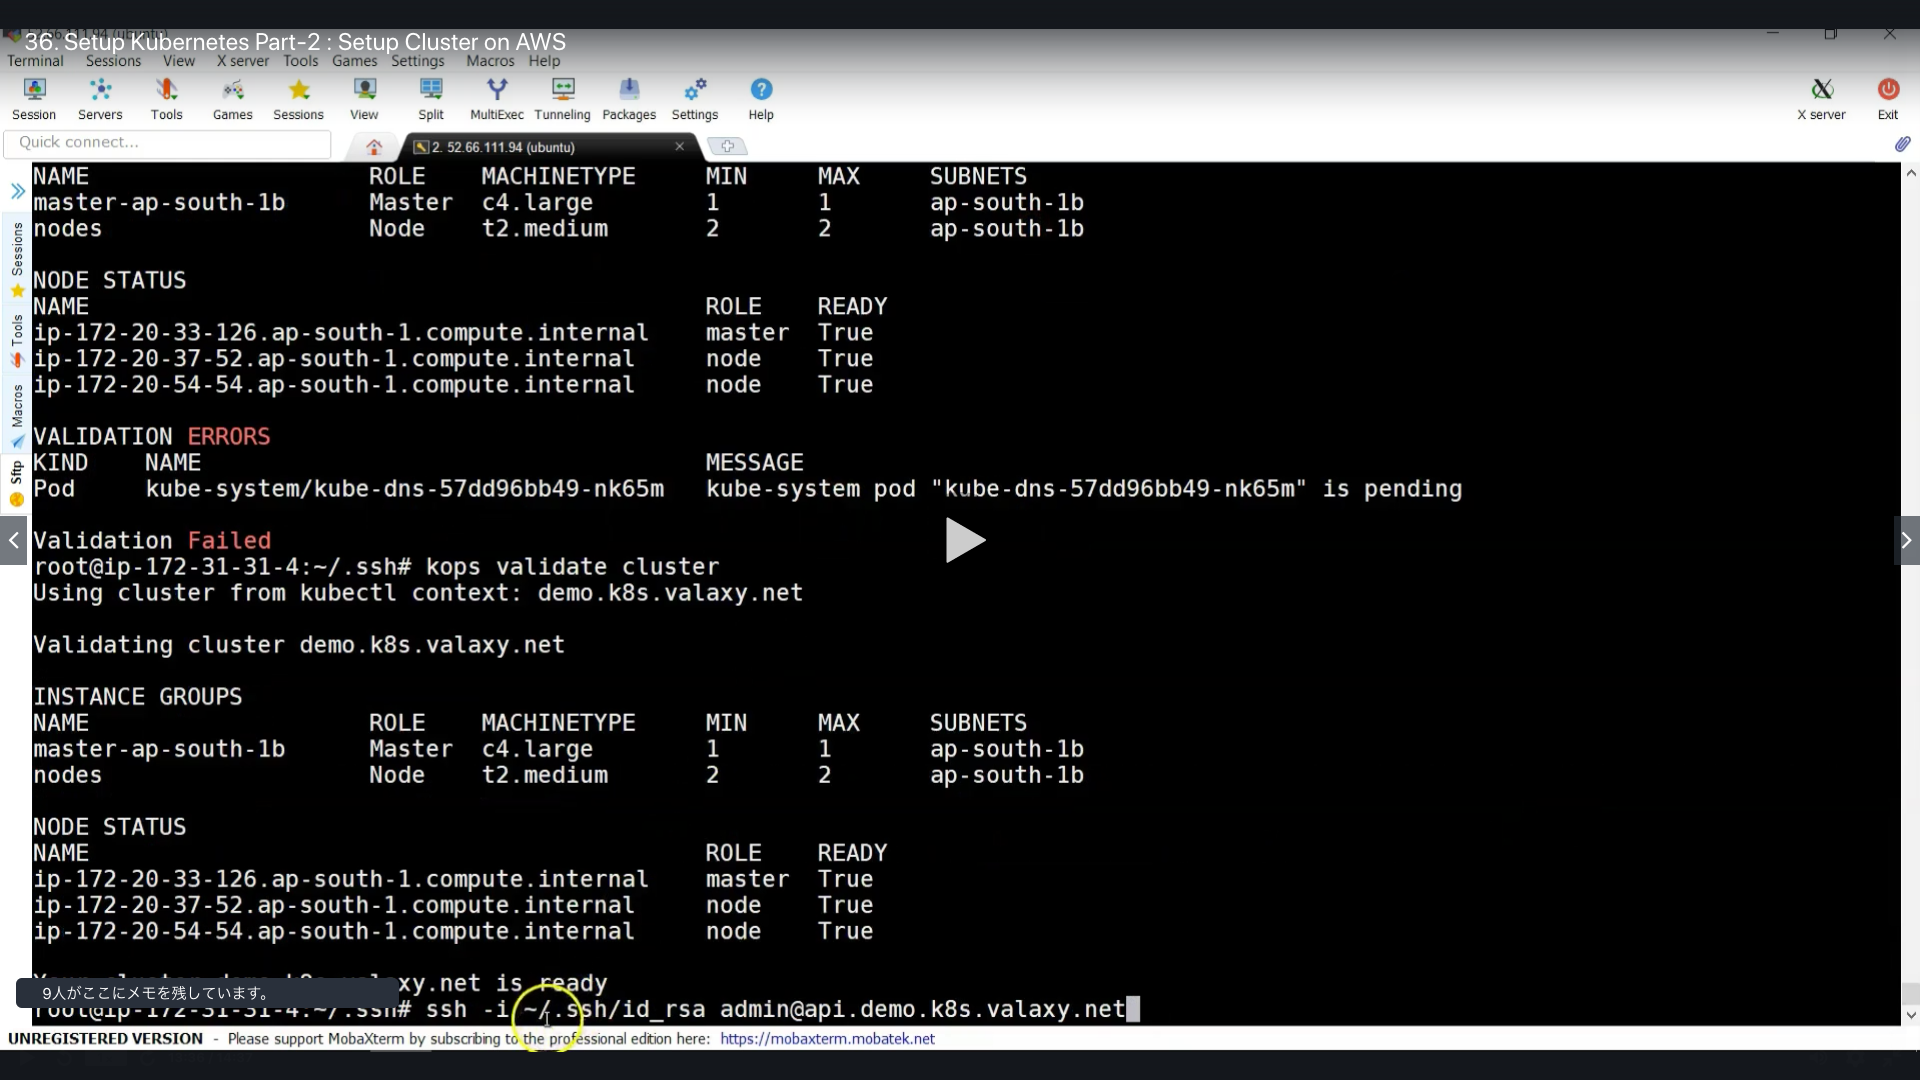 36. Setup Kubernetes Part-2 : Setup Cluster on AWS
Terminal Sessions View X server Tools Games Settings Macros Help
Session Servers Tools Games Sessions View Split MultiExec Tunneling Packages Settings Help X server Exit
Quick connect...
2. 52.66.111.94 (ubuntu)
Sessions
Tools
Macros
Sftp
NAME ROLE MACHINETYPE MIN MAX SUBNETS
master-ap-south-1b Master c4.large 1 1 ap-south-1b
nodes Node t2.medium 2 2 ap-south-1b
NODE STATUS
NAME ROLE READY
ip-172-20-33-126.ap-south-1.compute.internal master True
ip-172-20-37-52.ap-south-1.compute.internal node True
ip-172-20-54-54.ap-south-1.compute.internal node True
VALIDATION ERRORS
KIND NAME MESSAGE
Pod kube-system/kube-dns-57dd96bb49-nk65m kube-system pod "kube-dns-57dd96bb49-nk65m" is pending
Validation Failed
root@ip-172-31-31-4:~/.ssh# kops validate cluster
Using cluster from kubectl context: demo.k8s.valaxy.net
Validating cluster demo.k8s.valaxy.net
INSTANCE GROUPS
NAME ROLE MACHINETYPE MIN MAX SUBNETS
master-ap-south-1b Master c4.large 1 1 ap-south-1b
nodes Node t2.medium 2 2 ap-south-1b
NODE STATUS
NAME ROLE READY
ip-172-20-33-126.ap-south-1.compute.internal master True
ip-172-20-37-52.ap-south-1.compute.internal node True
ip-172-20-54-54.ap-south-1.compute.internal node True
xy.net is ready
9人がここにメモを残しています。
root@ip-172-31-31-4:~/.ssh# ssh -i ~/.ssh/id_rsa admin@api.demo.k8s.valaxy.net
UNREGISTERED VERSION - Please support MobaXterm by subscribing to the professional edition here: https://mobaxterm.mobatek.net